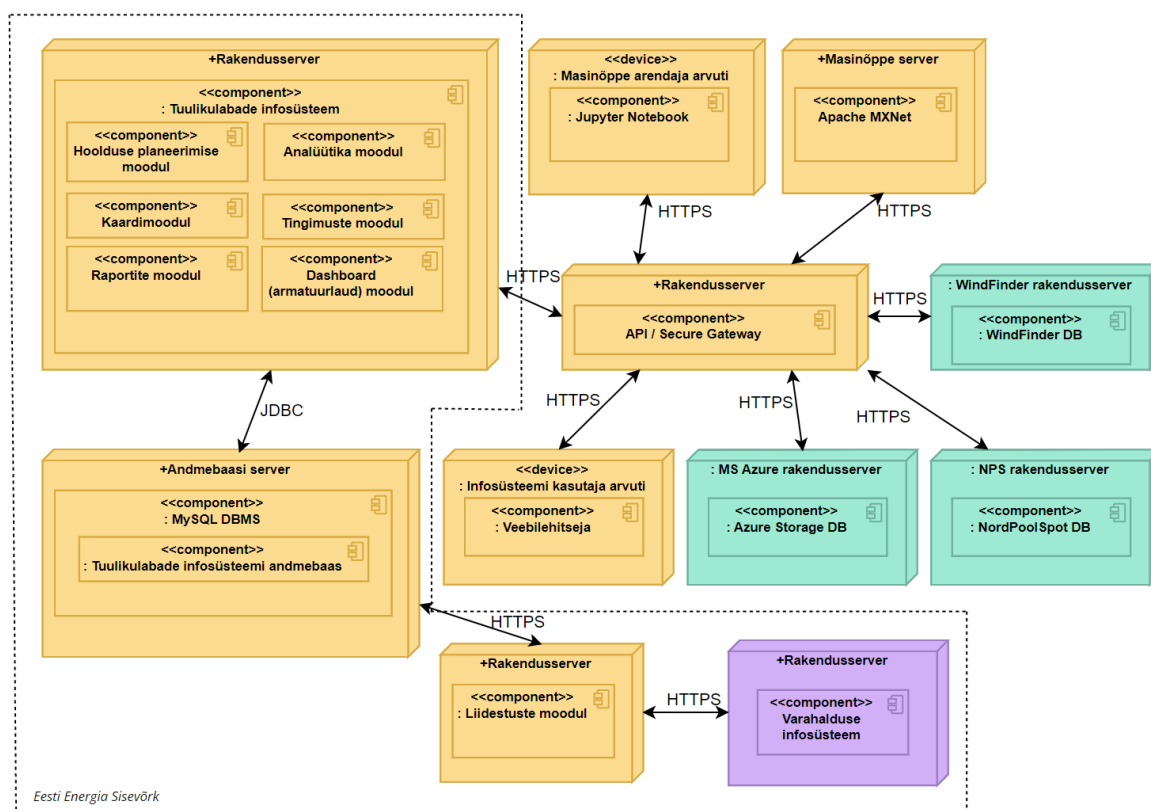 +Rakendusserver
<<component>>
: Tuulikulabade infosüsteem
<<component>>
Hoolduse planeerimise
moodul
<<component>>
Analüütika moodul
<<component>>
Kaardimoodul
<<component>>
Tingimuste moodul
<<component>>
Raportite moodul
<<component>>
Dashboard
(armatuurlaud) moodul
<<device>>
: Masinõppe arendaja arvuti
<<component>>
: Jupyter Notebook
+Masinõppe server
<<component>>
Apache MXNet
HTTPS
HTTPS
HTTPS
+Rakendusserver
<<component>>
API / Secure Gateway
HTTPS
: WindFinder rakendusserver
<<component>>
: WindFinder DB
JDBC
HTTPS
HTTPS
HTTPS
+Andmebaasi server
<<component>>
: MySQL DBMS
<<component>>
: Tuulikulabade infosüsteemi andmebaas
<<device>>
: Infosüsteemi kasutaja arvuti
<<component>>
: Veebilehitseja
: MS Azure rakendusserver
<<component>>
: Azure Storage DB
: NPS rakendusserver
<<component>>
: NordPoolSpot DB
HTTPS
+Rakendusserver
<<component>>
: Liidestuste moodul
HTTPS
+Rakendusserver
<<component>>
Varahalduse
infosüsteem
Eesti Energia Sisevõrk